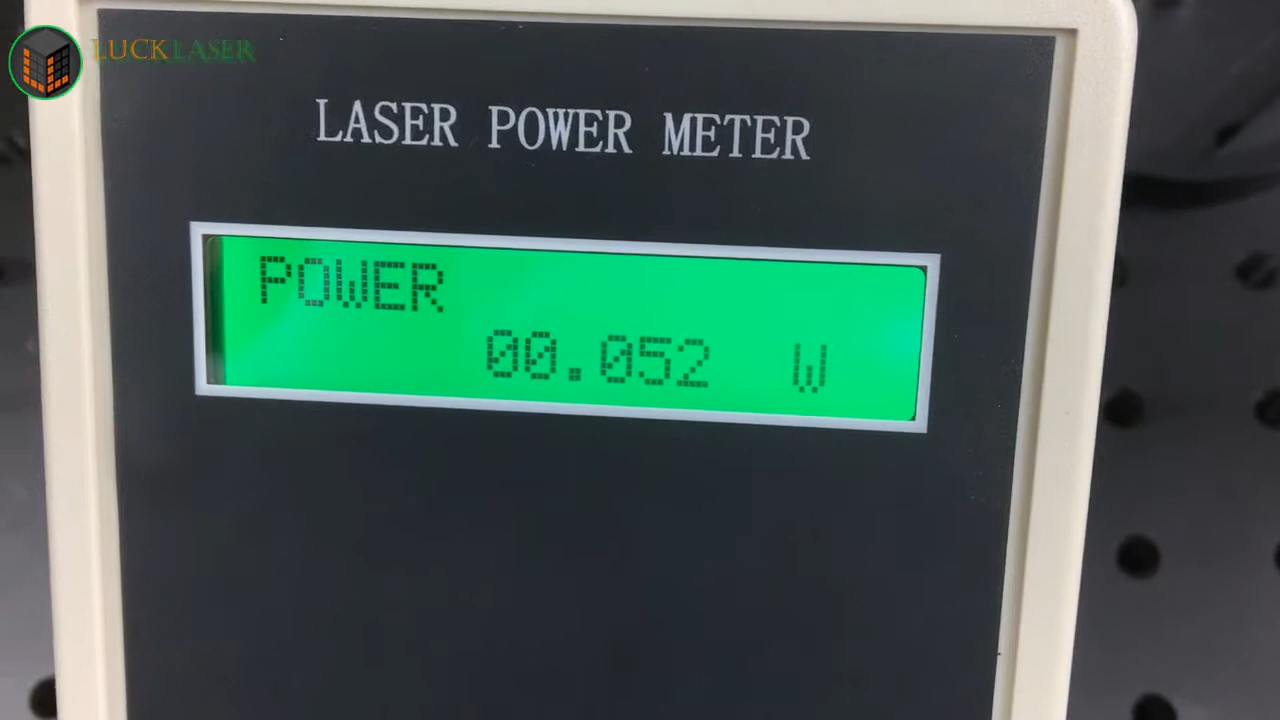 LUCKLASER
LASER POWER METER
POWER
00.052 W